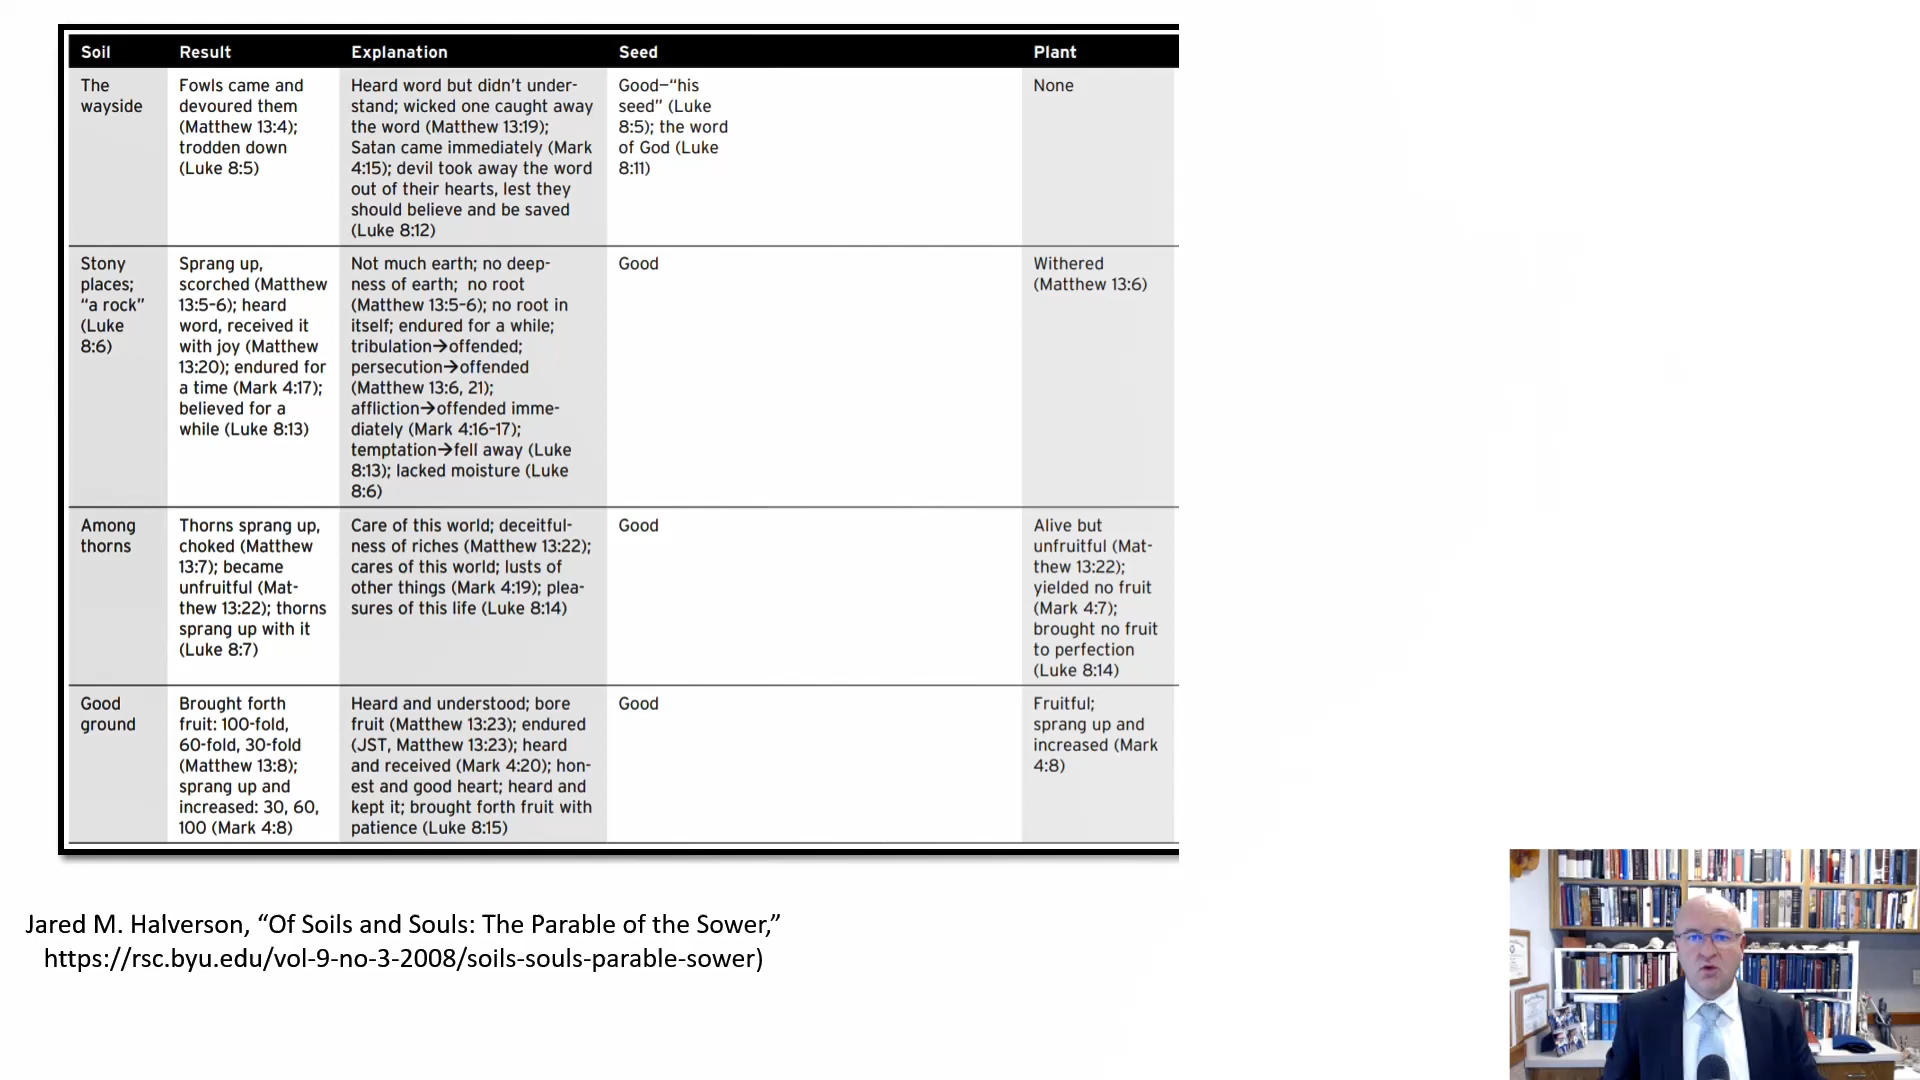 Soil Result Explanation Seed Plant
The
wayside
Fowls came and
devoured them
(Matthew 13:4);
trodden down
(Luke 8:5)
Heard word but didn't under-
stand; wicked one caught away
the word (Matthew 13:19);
Satan came immediately (Mark
4:15); devil took away the word
out of their hearts, lest they
should believe and be saved
(Luke 8:12)
Good–“his
seed” (Luke
8:5); the word
of God (Luke
8:11)
None
Stony
places;
“a rock”
(Luke
8:6)
Sprang up,
scorched (Matthew
13:5-6); heard
word, received it
with joy (Matthew
13:20); endured for
a time (Mark 4:17);
believed for a
while (Luke 8:13)
Not much earth; no deep-
ness of earth; no root
(Matthew 13:5-6); no root in
itself; endured for a while;
tribulation→offended;
persecution→offended
(Matthew 13:6, 21);
affliction→offended imme-
diately (Mark 4:16-17);
temptation→fell away (Luke
8:13); lacked moisture (Luke
8:6)
Good
Withered
(Matthew 13:6)
Among
thorns
Thorns sprang up,
choked (Matthew
13:7); became
unfruitful (Mat-
thew 13:22); thorns
sprang up with it
(Luke 8:7)
Care of this world; deceitful-
ness of riches (Matthew 13:22);
cares of this world; lusts of
other things (Mark 4:19); plea-
sures of this life (Luke 8:14)
Good
Alive but
unfruitful (Mat-
thew 13:22);
yielded no fruit
(Mark 4:7);
brought no fruit
to perfection
(Luke 8:14)
Good
ground
Brought forth
fruit: 100-fold,
60-fold, 30-fold
(Matthew 13:8);
sprang up and
increased: 30, 60,
100 (Mark 4:8)
Heard and understood; bore
fruit (Matthew 13:23); endured
(JST, Matthew 13:23); heard
and received (Mark 4:20); hon-
est and good heart; heard and
kept it; brought forth fruit with
patience (Luke 8:15)
Good
Fruitful;
sprang up and
increased (Mark
4:8)
Jared M. Halverson, “Of Soils and Souls: The Parable of the Sower,”
https://rsc.byu.edu/vol-9-no-3-2008/soils-souls-parable-sower)